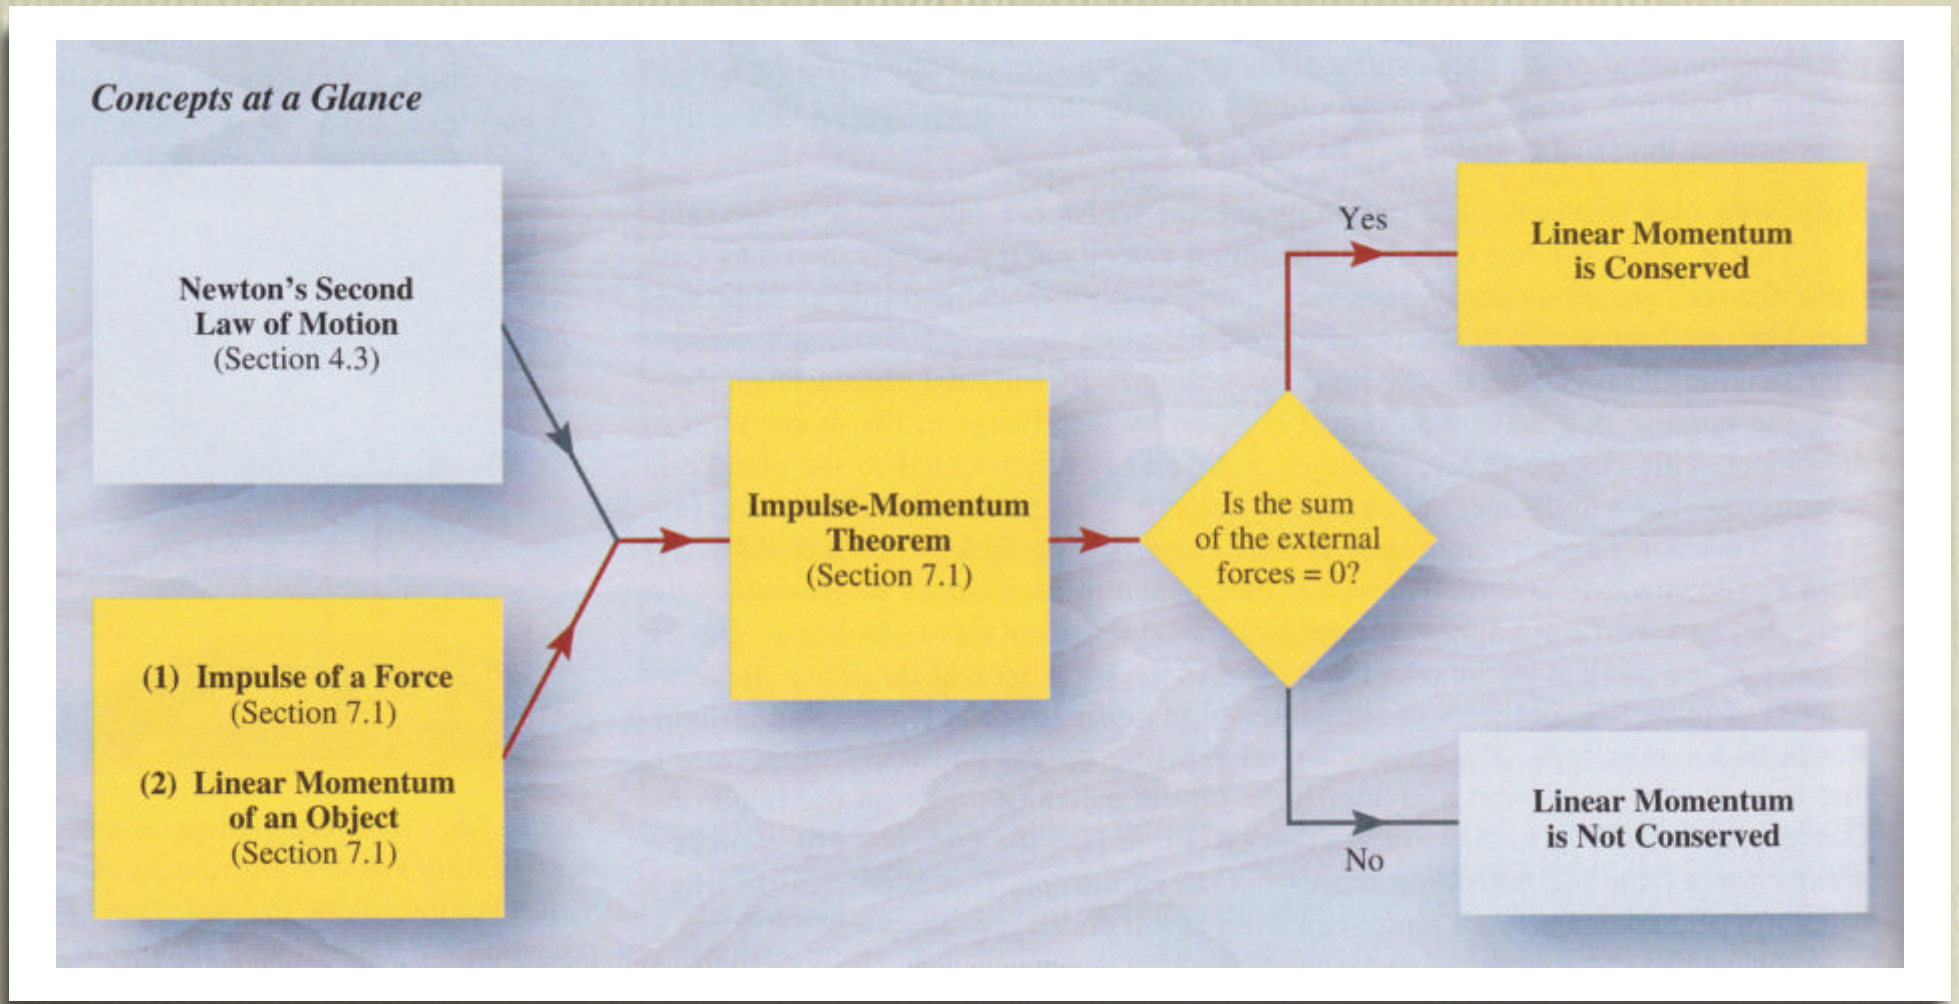 Concepts at a Glance
Newton's Second
Law of Motion
(Section 4.3)
(1) Impulse of a Force
(Section 7.1)
(2) Linear Momentum
of an Object
(Section 7.1)
Impulse-Momentum
Theorem
(Section 7.1)
Is the sum
of the external
forces = 0?
Yes
Linear Momentum
is Conserved
No
Linear Momentum
is Not Conserved